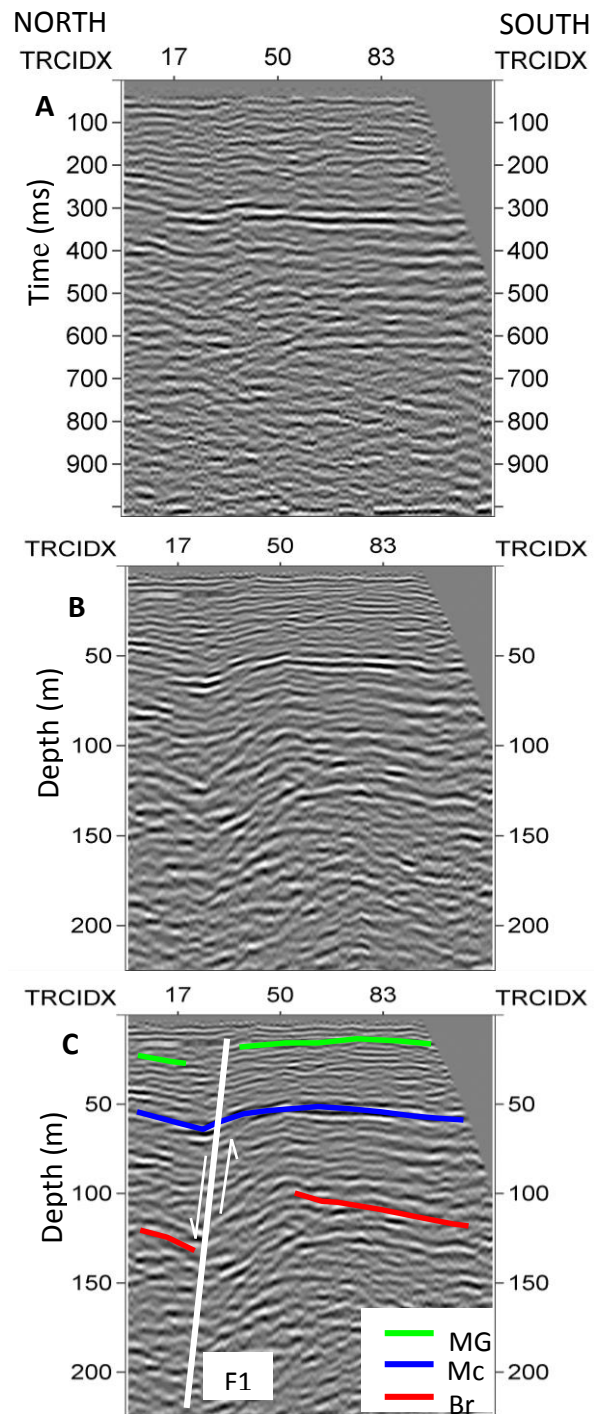 NORTH SOUTH
TRCIDX 17 50 83 TRCIDX
A
100 100
200 200
300 300
400 400
500 500
600 600
700 700
800 800
900 900
Time (ms)
TRCIDX 17 50 83 TRCIDX
B
50 50
100 100
150 150
200 200
Depth (m)
TRCIDX 17 50 83 TRCIDX
C
50 50
100 100
150 150
200 200
Depth (m)
F1
MG
Mc
Br